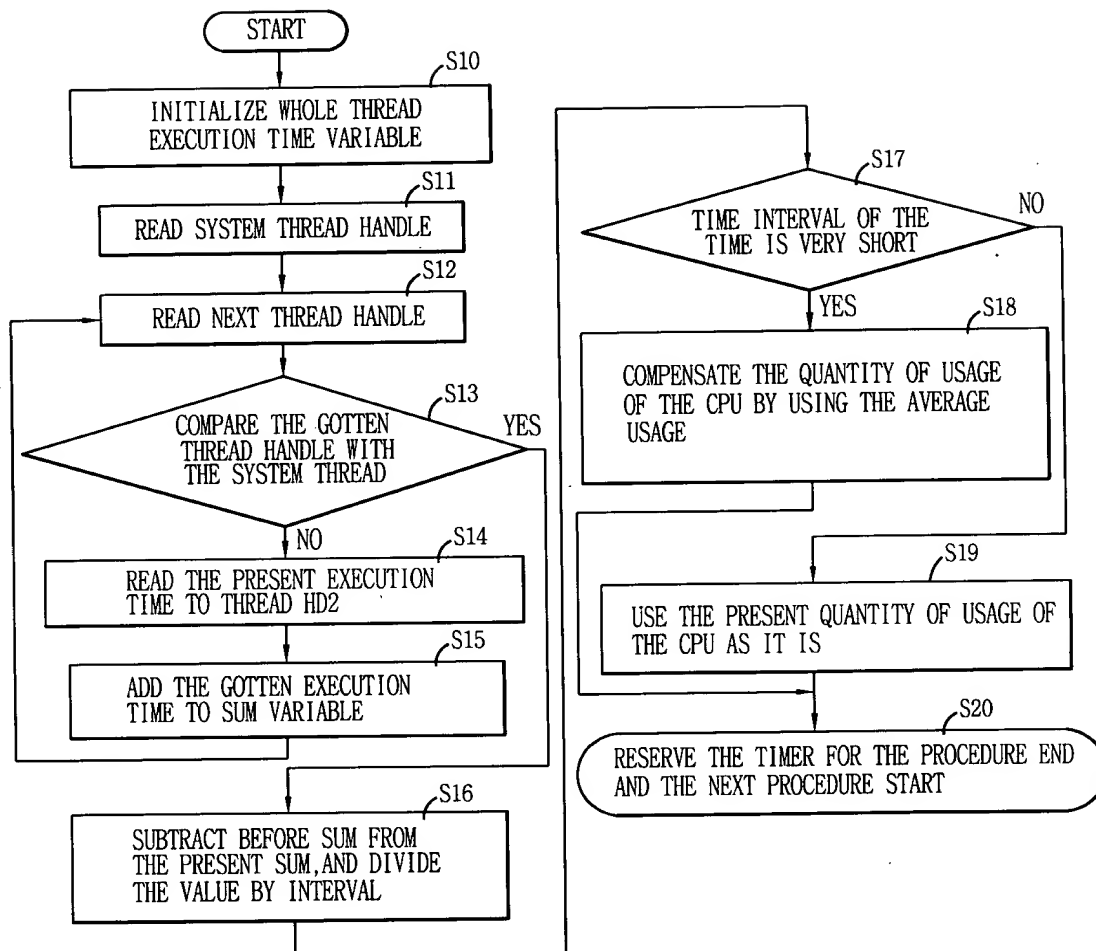 START
S10
INITIALIZE WHOLE THREAD
EXECUTION TIME VARIABLE
S11
READ SYSTEM THREAD HANDLE
S12
READ NEXT THREAD HANDLE
S13
COMPARE THE GOTTEN
THREAD HANDLE WITH
THE SYSTEM THREAD
YES
NO
S14
READ THE PRESENT EXECUTION
TIME TO THREAD HD2
S15
ADD THE GOTTEN EXECUTION
TIME TO SUM VARIABLE
S16
SUBTRACT BEFORE SUM FROM
THE PRESENT SUM,AND DIVIDE
THE VALUE BY INTERVAL
S17
TIME INTERVAL OF THE
TIME IS VERY SHORT
NO
YES
S18
COMPENSATE THE QUANTITY OF USAGE
OF THE CPU BY USING THE AVERAGE
USAGE
S19
USE THE PRESENT QUANTITY OF USAGE OF
THE CPU AS IT IS
S20
RESERVE THE TIMER FOR THE PROCEDURE END
AND THE NEXT PROCEDURE START